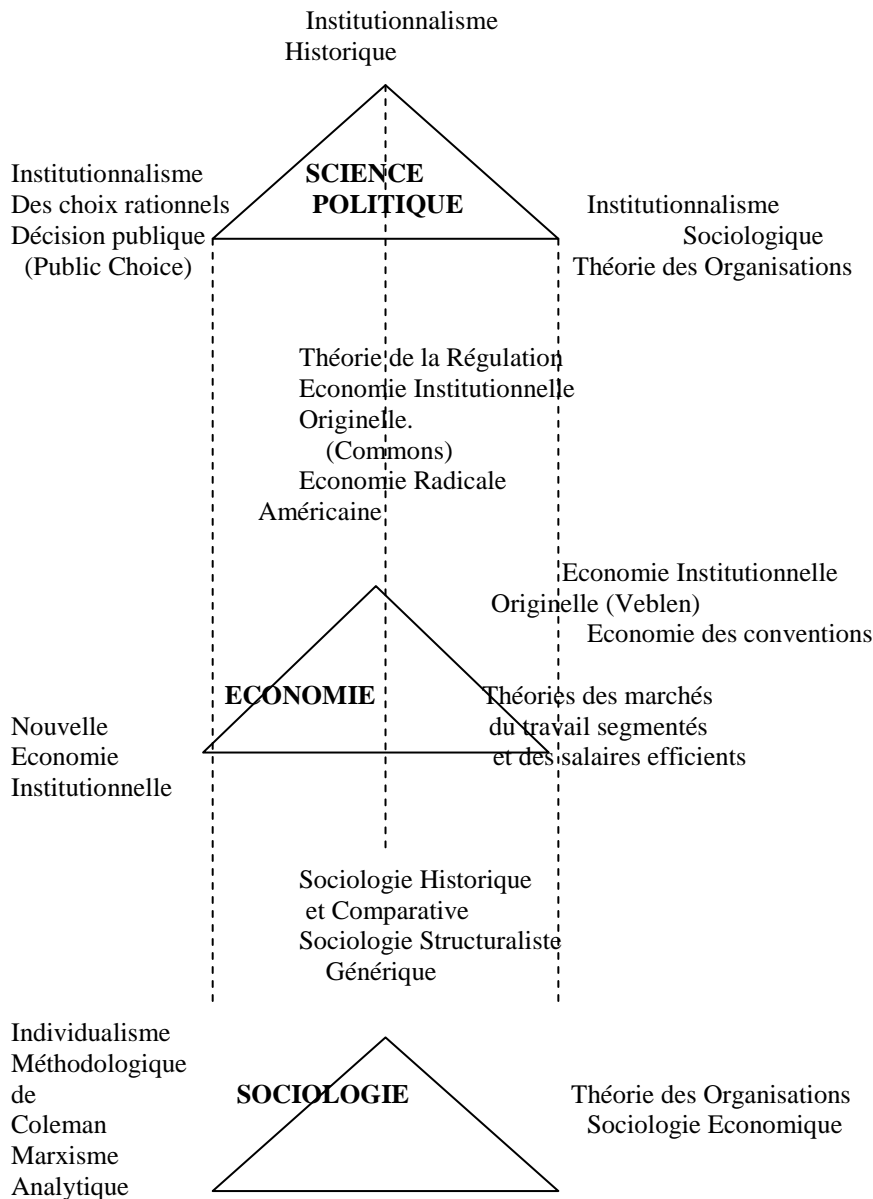 Institutionnalisme
Historique
Institutionnalisme
Des choix rationnels
Décision publique
(Public Choice)
SCIENCE
POLITIQUE
Institutionnalisme
Sociologique
Théorie des Organisations
Théorie de la Régulation
Economie Institutionnelle
Originelle.
(Commons)
Economie Radicale
Américaine
Economie Institutionnelle
Originelle (Veblen)
Economie des conventions
ECONOMIE
Théories des marchés
du travail segmentés
et des salaires efficients
Nouvelle
Economie
Institutionnelle
Sociologie Historique
et Comparative
Sociologie Structuraliste
Générique
Individualisme
Méthodologique
de
Coleman
Marxisme
Analytique
SOCIOLOGIE
Théorie des Organisations
Sociologie Economique